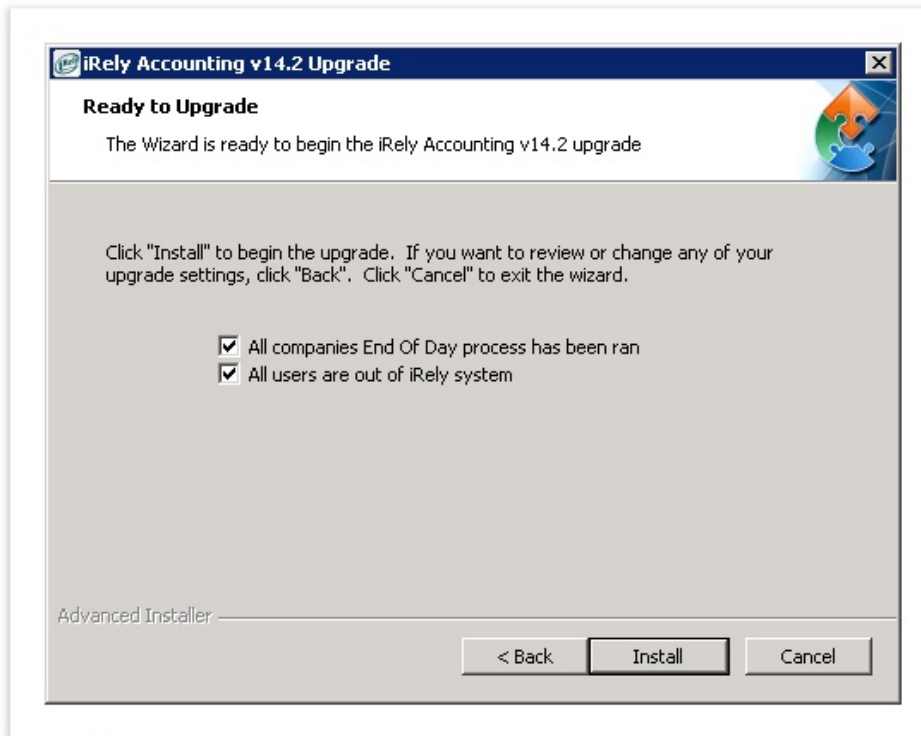 iRely Accounting v14.2 Upgrade
Ready to Upgrade
The Wizard is ready to begin the iRely Accounting v14.2 upgrade
Click "Install" to begin the upgrade. If you want to review or change any of your
upgrade settings, click "Back". Click "Cancel" to exit the wizard.
All companies End Of Day process has been ran
All users are out of iRely system
Advanced Installer
< Back
Install
Cancel